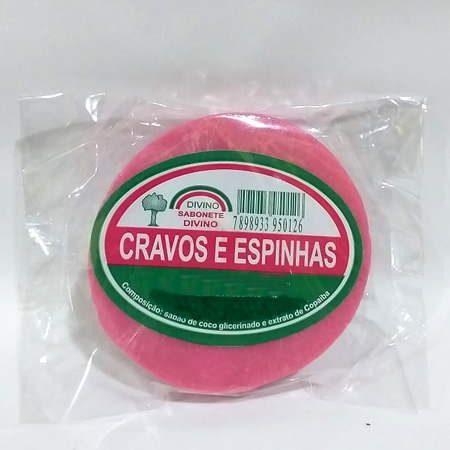 DIVINO
SABONETE
DIVINO
7898933 950126
CRAVOS E ESPINHAS
Composição: sabão de coco glicerinado e extrato de Copaíba